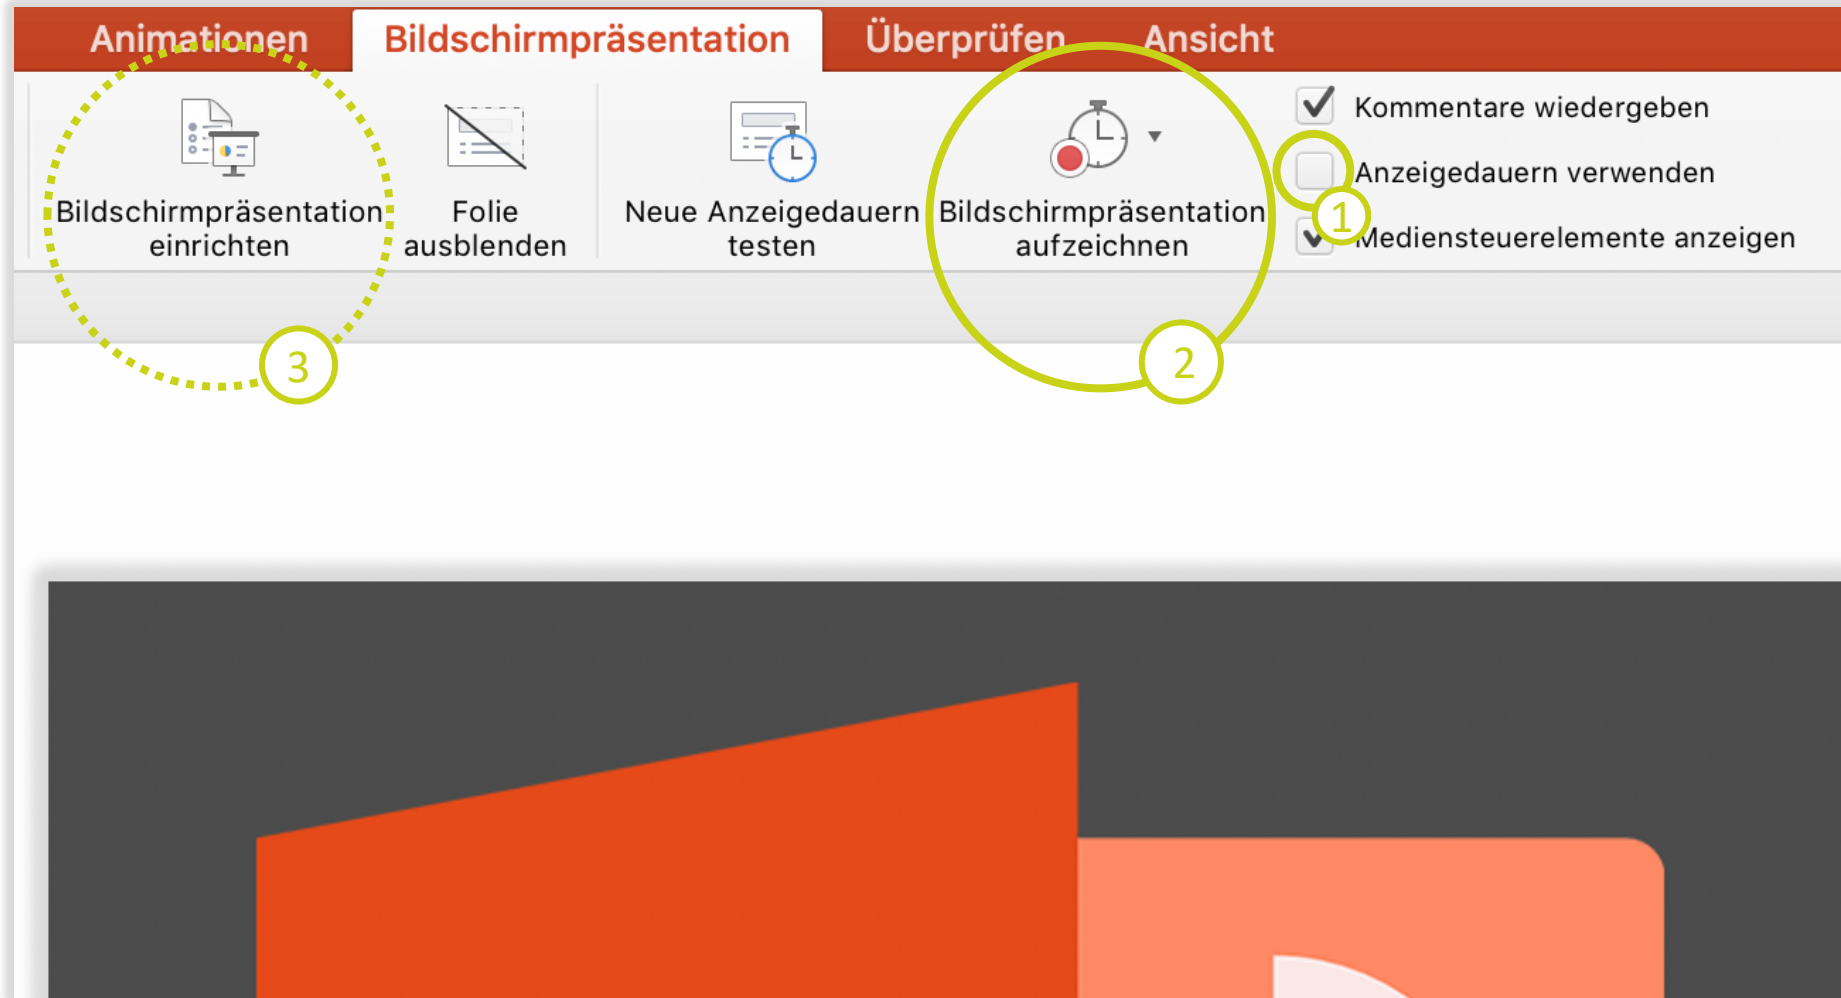 Animationen Bildschirmpräsentation Überprüfen Ansicht
Bildschirmpräsentation
einrichten
Folie
ausblenden
Neue Anzeigedauern
testen
Bildschirmpräsentation
aufzeichnen
Kommentare wiedergeben
Anzeigedauern verwenden
Mediensteuerelemente anzeigen
1
2
3